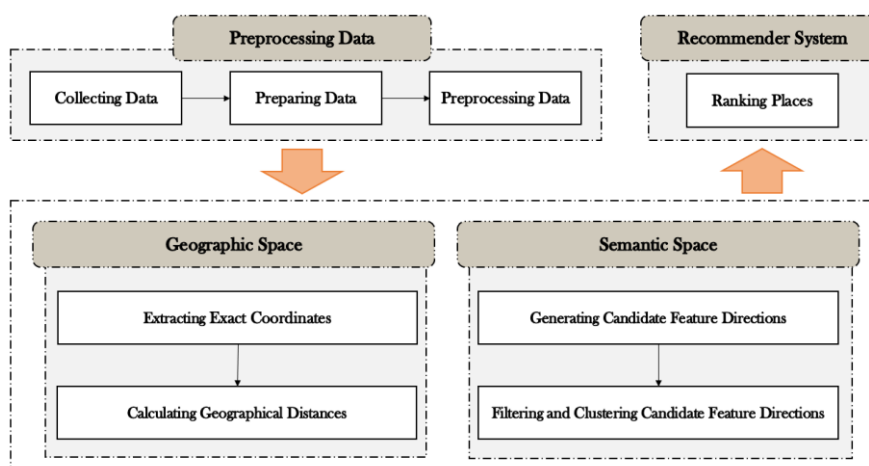 Preprocessing Data
Recommender System
Collecting Data
Preparing Data
Preprocessing Data
Ranking Places
Geographic Space
Semantic Space
Extracting Exact Coordinates
Generating Candidate Feature Directions
Calculating Geographical Distances
Filtering and Clustering Candidate Feature Directions